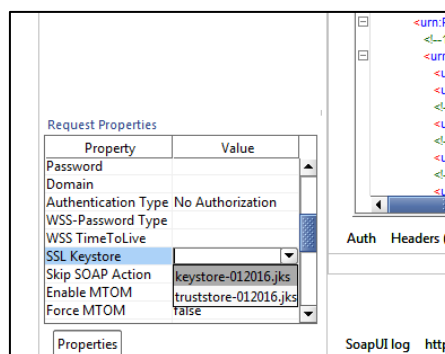 <urn:F
<!--
<urn
<u
<u
<!--
<u
<!--
<u
<!--
<u
Request Properties
Property Value
Password
Domain
Authentication Type No Authorization
WSS-Password Type
WSS TimeToLive
SSL Keystore
Skip SOAP Action keystore-012016.jks
Enable MTOM truststore-012016.jks
Force MTOM false
Auth Headers (
Properties
SoapUI log http